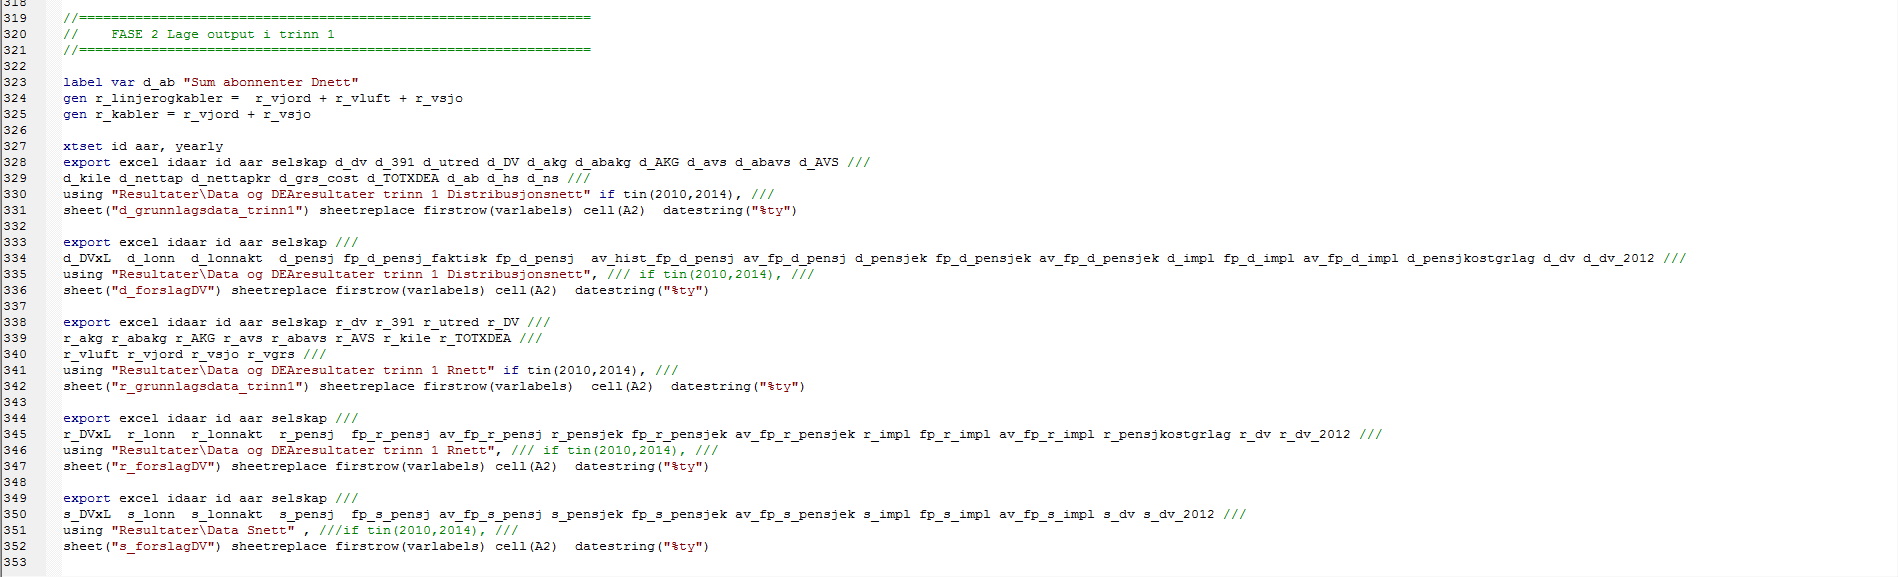 318
319 //================================================================
320 //    FASE 2 Lage output i trinn 1
321 //================================================================
322
323 label var d_ab "Sum abonnenter Dnett"
324 gen r_linjerogkabler =  r_vjord + r_vluft + r_vsjo
325 gen r_kabler = r_vjord + r_vsjo
326
327 xtset id aar, yearly
328 export excel idaar id aar selskap d_dv d_391 d_utred d_DV d_akg d_abakg d_AKG d_avs d_abavs d_AVS ///
329 d_kile d_nettap d_nettapkr d_grs_cost d_TOTXDEA d_ab d_hs d_ns ///
330 using "Resultater\Data og DEAresultater trinn 1 Distribusjonsnett" if tin(2010,2014), ///
331 sheet("d_grunnlagsdata_trinn1") sheetreplace firstrow(varlabels) cell(A2)  datestring("%ty")
332
333 export excel idaar id aar selskap ///
334 d_DVxL  d_lonn  d_lonnakt  d_pensj fp_d_pensj_faktisk fp_d_pensj  av_hist_fp_d_pensj av_fp_d_pensj d_pensjek fp_d_pensjek av_fp_d_pensjek d_impl fp_d_impl av_fp_d_impl d_pensjkostgrlag d_dv d_dv_2012 ///
335 using "Resultater\Data og DEAresultater trinn 1 Distribusjonsnett", /// if tin(2010,2014), ///
336 sheet("d_forslagDV") sheetreplace firstrow(varlabels) cell(A2)  datestring("%ty")
337
338 export excel idaar id aar selskap r_dv r_391 r_utred r_DV ///
339 r_akg r_abakg r_AKG r_avs r_abavs r_AVS r_kile r_TOTXDEA ///
340 r_vluft r_vjord r_vsjo r_vgrs ///
341 using "Resultater\Data og DEAresultater trinn 1 Rnett" if tin(2010,2014), ///
342 sheet("r_grunnlagsdata_trinn1") sheetreplace firstrow(varlabels)  cell(A2)  datestring("%ty")
343
344 export excel idaar id aar selskap ///
345 r_DVxL  r_lonn  r_lonnakt  r_pensj  fp_r_pensj av_fp_r_pensj r_pensjek fp_r_pensjek av_fp_r_pensjek r_impl fp_r_impl av_fp_r_impl r_pensjkostgrlag r_dv r_dv_2012 ///
346 using "Resultater\Data og DEAresultater trinn 1 Rnett", /// if tin(2010,2014), ///
347 sheet("r_forslagDV") sheetreplace firstrow(varlabels) cell(A2)  datestring("%ty")
348
349 export excel idaar id aar selskap ///
350 s_DVxL  s_lonn  s_lonnakt  s_pensj  fp_s_pensj av_fp_s_pensj s_pensjek fp_s_pensjek av_fp_s_pensjek s_impl fp_s_impl av_fp_s_impl s_dv s_dv_2012 ///
351 using "Resultater\Data Snett" , ///if tin(2010,2014), ///
352 sheet("s_forslagDV") sheetreplace firstrow(varlabels) cell(A2)  datestring("%ty")
353